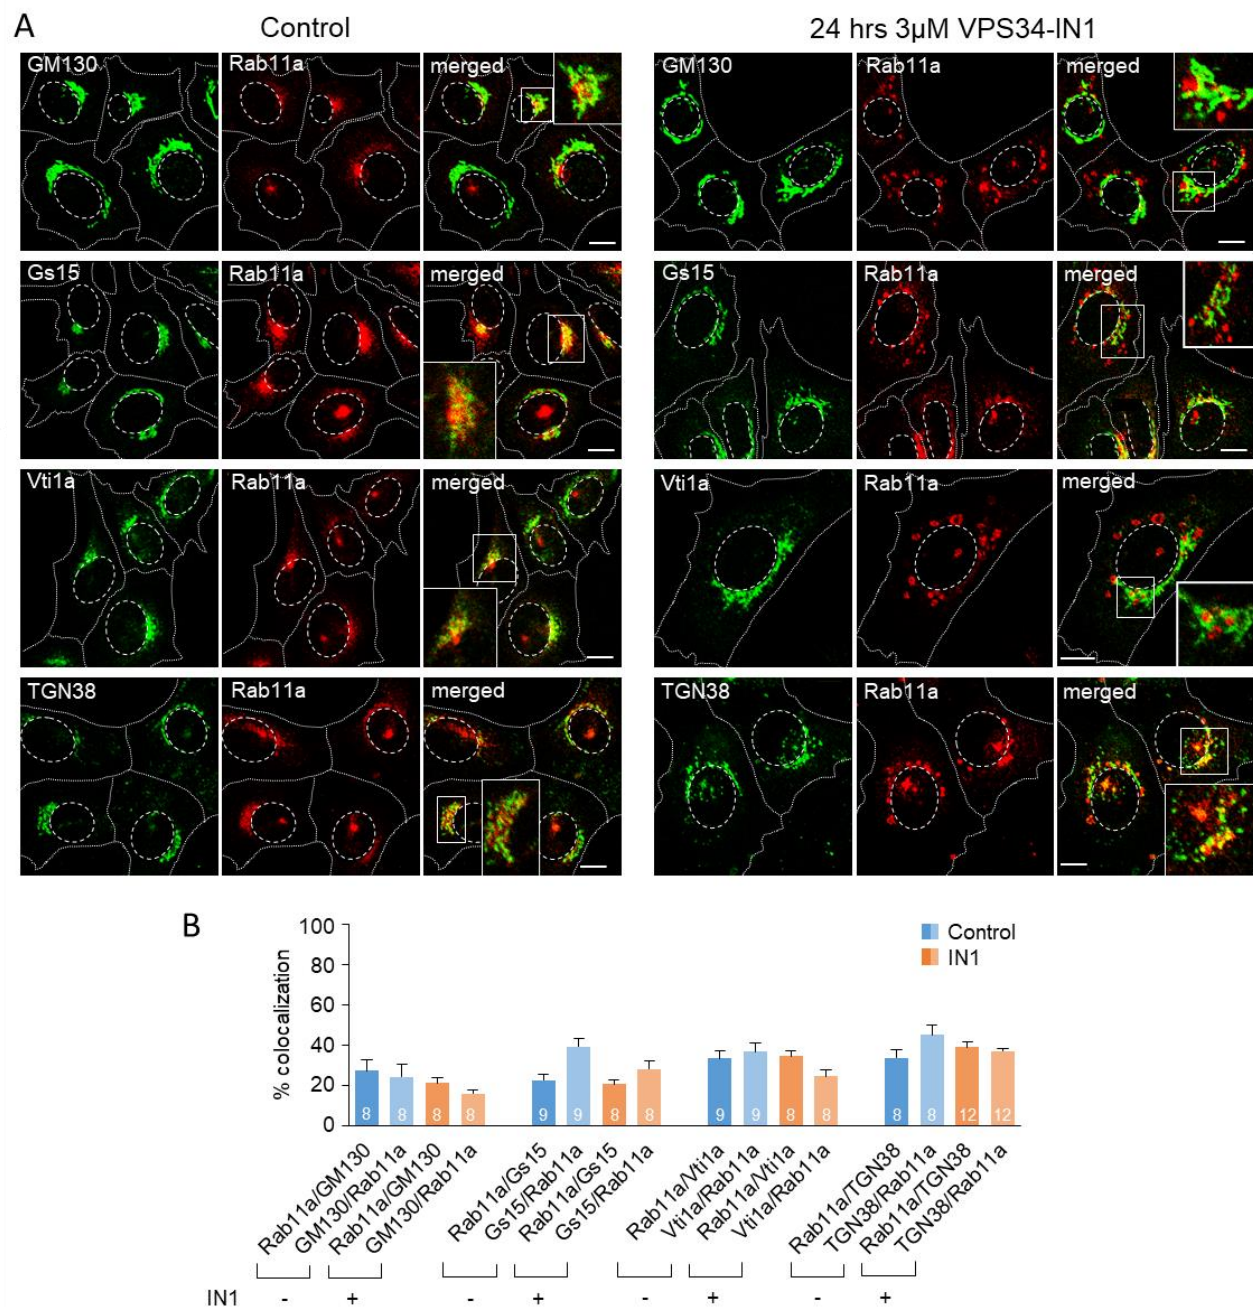 A
Control
24 hrs 3µM VPS34-IN1
GM130 Rab11a merged
GM130 Rab11a merged
Gs15 Rab11a merged
Gs15 Rab11a merged
Vti1a Rab11a merged
Vti1a Rab11a merged
TGN38 Rab11a merged
TGN38 Rab11a merged
B
% colocalization
100
80
60
40
20
0
Control
IN1
8 8 8 8 9 9 8 8 9 9 8 8 8 8 12 12
Rab11a/GM130
GM130/Rab11a
Rab11a/GM130
GM130/Rab11a
Rab11a/Gs15
Gs15/Rab11a
Rab11a/Gs15
Gs15/Rab11a
Rab11a/Vti1a
Vti1a/Rab11a
Rab11a/Vti1a
Vti1a/Rab11a
Rab11a/TGN38
TGN38/Rab11a
Rab11a/TGN38
TGN38/Rab11a
IN1 - + - + - + - +